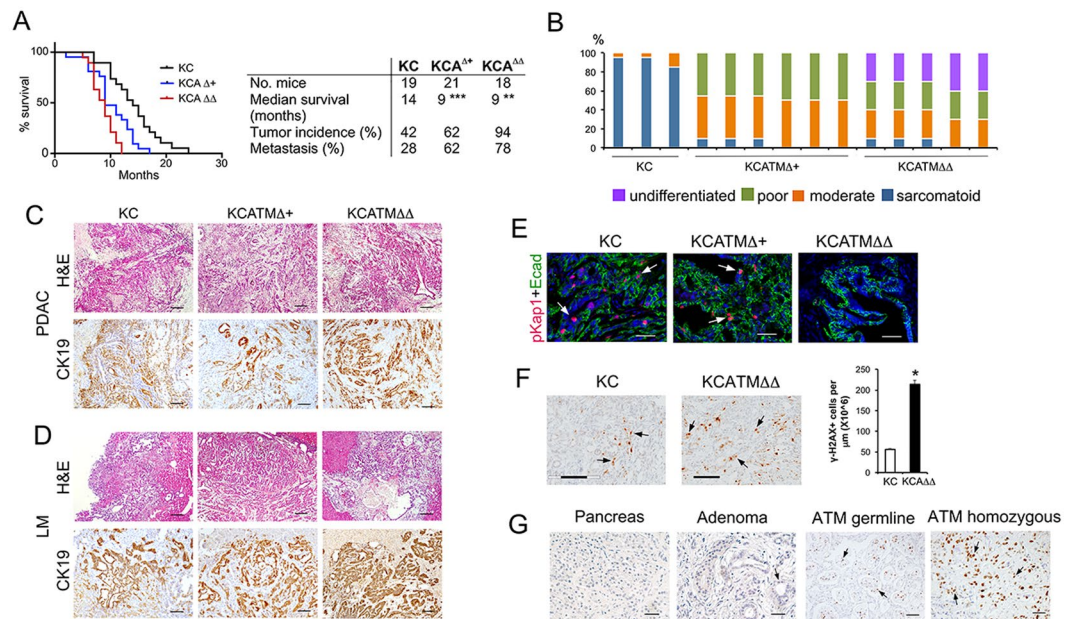 A
% survival
100
50
0
0
10
20
30
Months
KC
KCA Δ+
KCA ΔΔ
KC KCA^Δ+ KCA^ΔΔ
No. mice 19 21 18
Median survival 14 9 *** 9 **
(months)
Tumor incidence (%) 42 62 94
Metastasis (%) 28 62 78
B
%
100
80
60
40
20
0
KC KCATMΔ+ KCATMΔΔ
undifferentiated poor moderate sarcomatoid
C
KC KCATMΔ+ KCATMΔΔ
PDAC
H&E
CK19
D
LM
H&E
CK19
E
KC KCATMΔ+ KCATMΔΔ
pKap1+Ecad
F
KC KCATMΔΔ
γ-H2AX+ cells per
µm (X10^6)
250
200
150
100
50
0
*
KC KCAΔΔ
G
Pancreas Adenoma ATM germline ATM homozygous